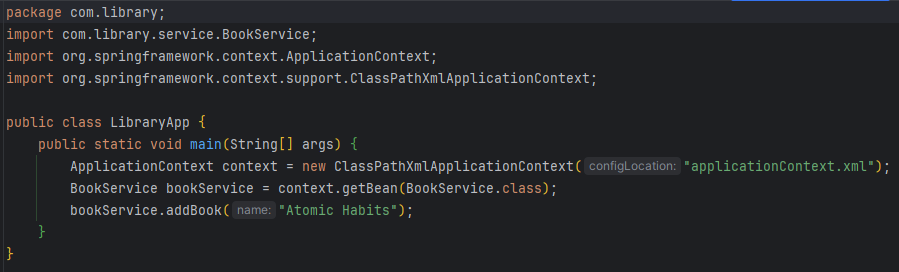 package com.library;
import com.library.service.BookService;
import org.springframework.context.ApplicationContext;
import org.springframework.context.support.ClassPathXmlApplicationContext;
public class LibraryApp {
public static void main(String[] args) {
ApplicationContext context = new ClassPathXmlApplicationContext( configLocation: "applicationContext.xml");
BookService bookService = context.getBean(BookService.class);
bookService.addBook( name: "Atomic Habits");
}
}